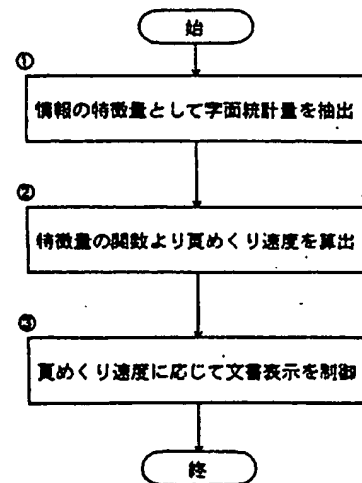 始
①
情報の特徴量として字面統計量を抽出
②
特徴量の関数より頁めくり速度を算出
③
頁めくり速度に応じて文書表示を制御
終